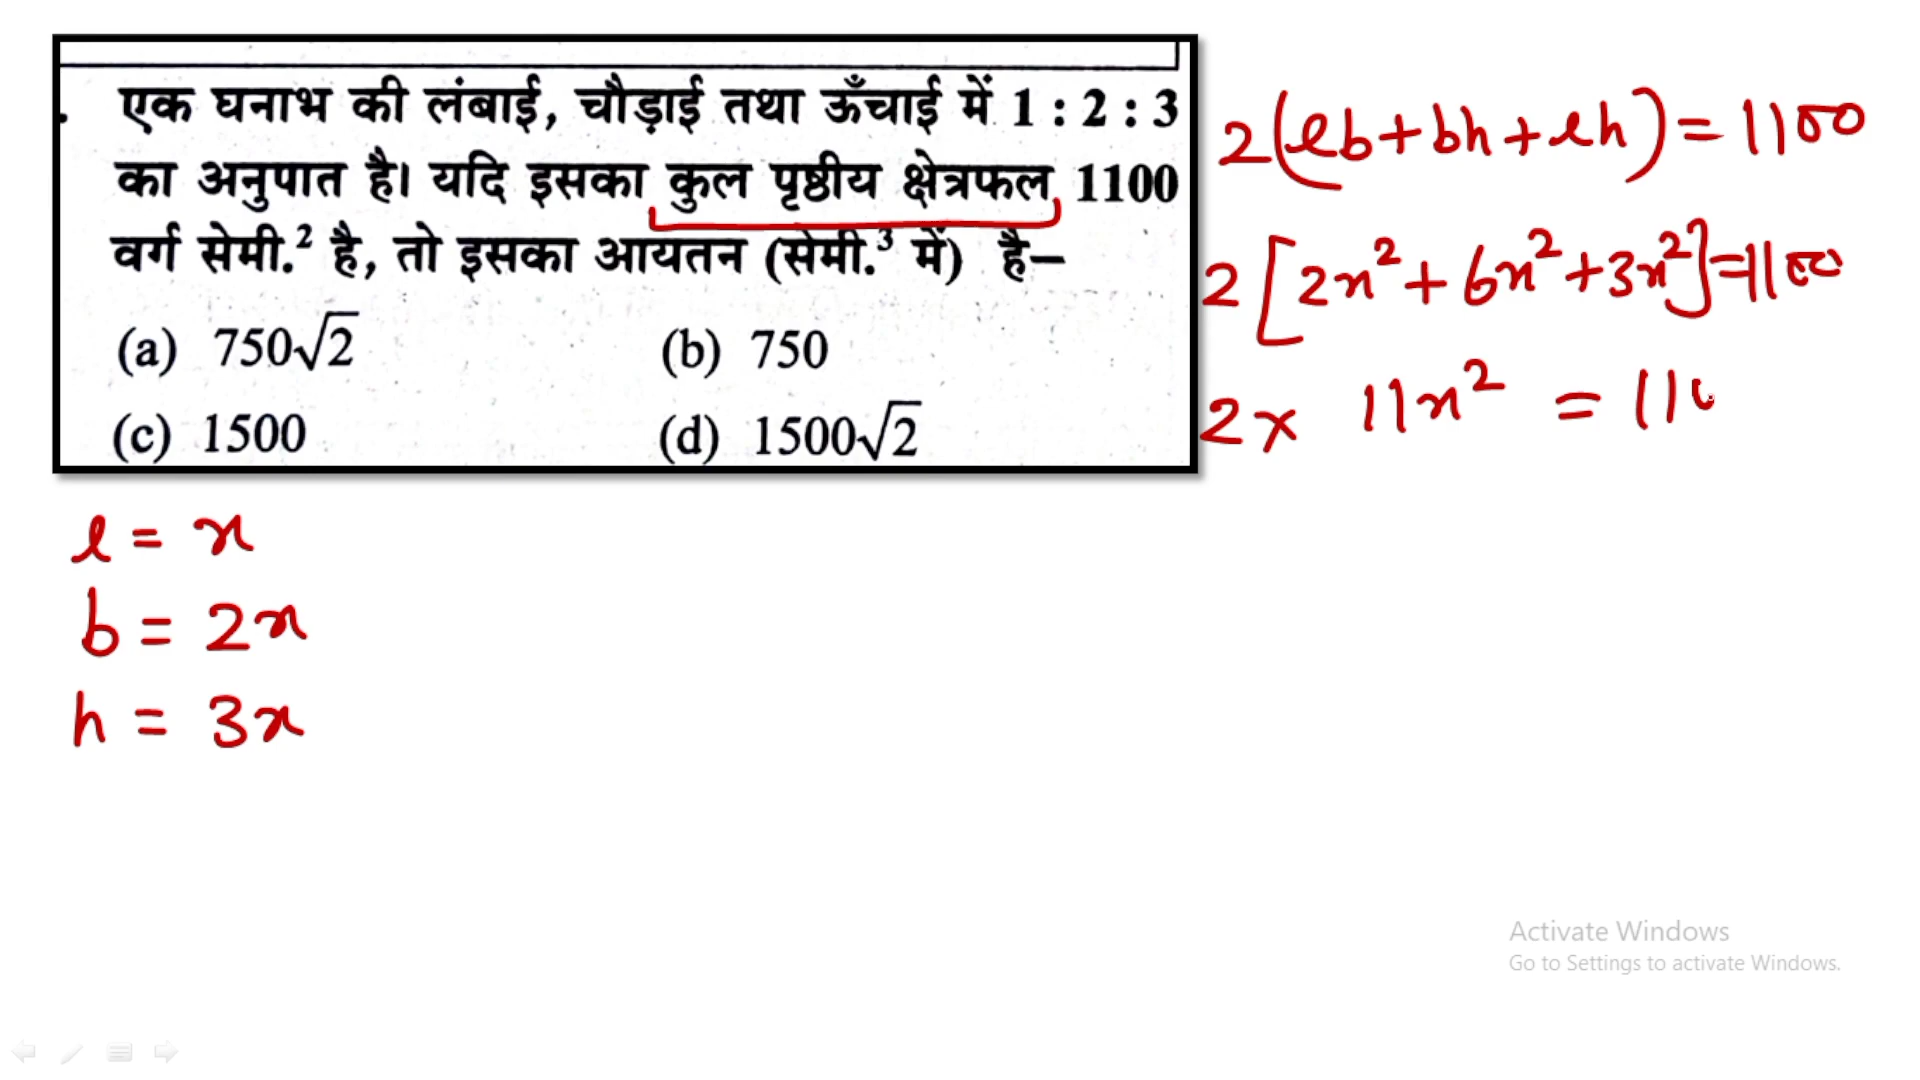 एक घनाभ की लंबाई, चौड़ाई तथा ऊँचाई में 1 : 2 : 3
का अनुपात है। यदि इसका कुल पृष्ठीय क्षेत्रफल 1100
वर्ग सेमी.² है, तो इसका आयतन (सेमी.³ में) है–
(a) 750√2 (b) 750
(c) 1500 (d) 1500√2
2(lb+bh+lh)=1100
2[2x²+6x²+3x²]=1100
2x 11x² = 110
l = x
b = 2x
h = 3x
Activate Windows
Go to Settings to activate Windows.